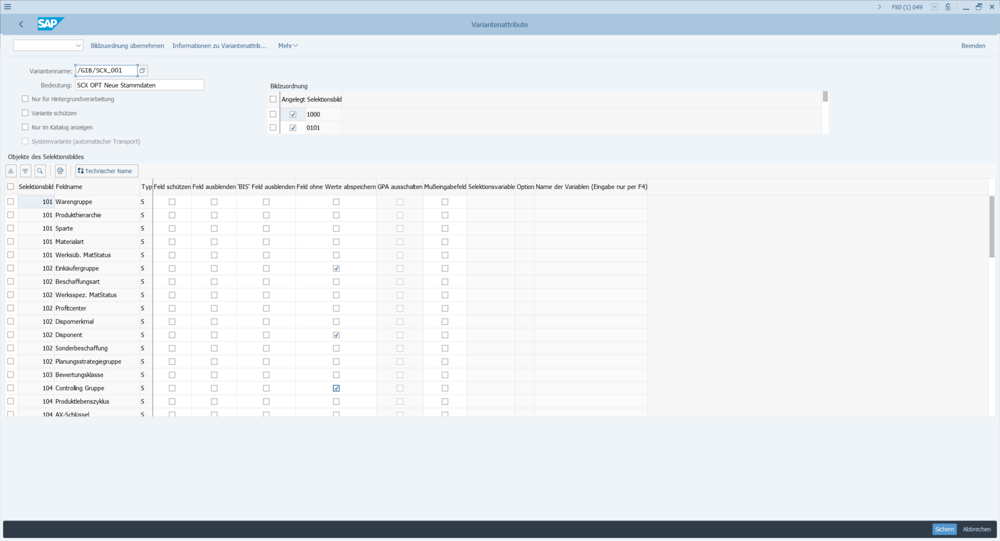 FS0 (1) 049
SAP
Variantenattribute
Bildzuordnung übernehmen Informationen zu Variantenattrib... Mehr Beenden
Variantenname: /GIB/SCX_001
Bedeutung: SCX OPT Neue Stammdaten
Nur für Hintergrundverarbeitung
Variante schützen
Nur im Katalog anzeigen
Systemvariante (automatischer Transport)
Bildzuordnung
Angelegt Selektionsbild
1000
0101
Objekte des Selektionsbildes
Technischer Name
Selektionsbild Feldname Typ Feld schützen Feld ausblenden 'BIS' Feld ausblenden Feld ohne Werte abspeichern GPA ausschalten Mußeingabefeld Selektionsvariable Option Name der Variablen (Eingabe nur per F4)
101 Warengruppe S
101 Produkthierarchie S
101 Sparte S
101 Materialart S
101 Werksüb. MatStatus S
102 Einkäufergruppe S
102 Beschaffungsart S
102 Werksspez. MatStatus S
102 Profitcenter S
102 Dispomerkmal S
102 Disponent S
102 Sonderbeschaffung S
102 Planungsstrategiegruppe S
103 Bewertungsklasse S
104 Controlling Gruppe S
104 Produktlebenszyklus S
104 AX-Schlüssel S
Sichern Abbrechen